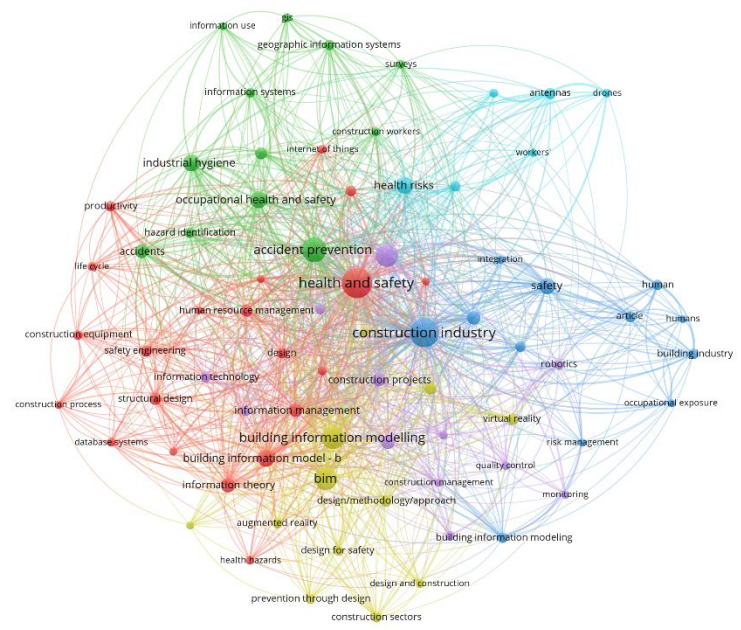 gis
information use
geographic information systems
surveys
information systems
antennas
drones
construction workers
internet of things
workers'
industrial hygiene
health risks
occupational health and safety
productivity
hazard identification
accidents
accident prevention
integration
life cycle
health and safety
safety
human
human resource management
article
humans
construction equipment
construction industry
safety engineering
design
building industry
robotics
information technology
construction projects
structural design
construction process
occupational exposure
information management
virtual reality
database systems
building information modelling
risk management
building information model - b
quality control
bim
information theory
construction management
monitoring
design/methodology/approach
augmented reality
building information modeling
design for safety
health hazards
design and construction
prevention through design
construction sectors